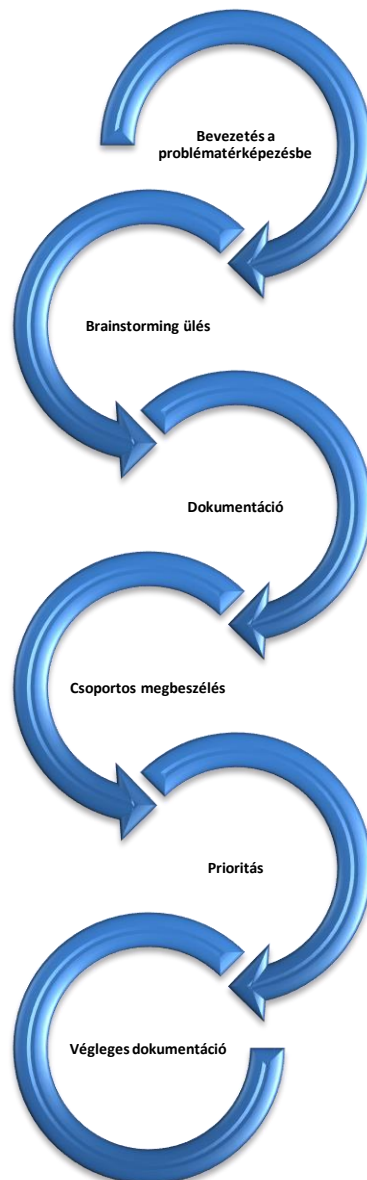 Bevezetés a
problématérképezésbe
Brainstorming ülés
Dokumentáció
Csoportos megbeszélés
Prioritás
Végleges dokumentáció